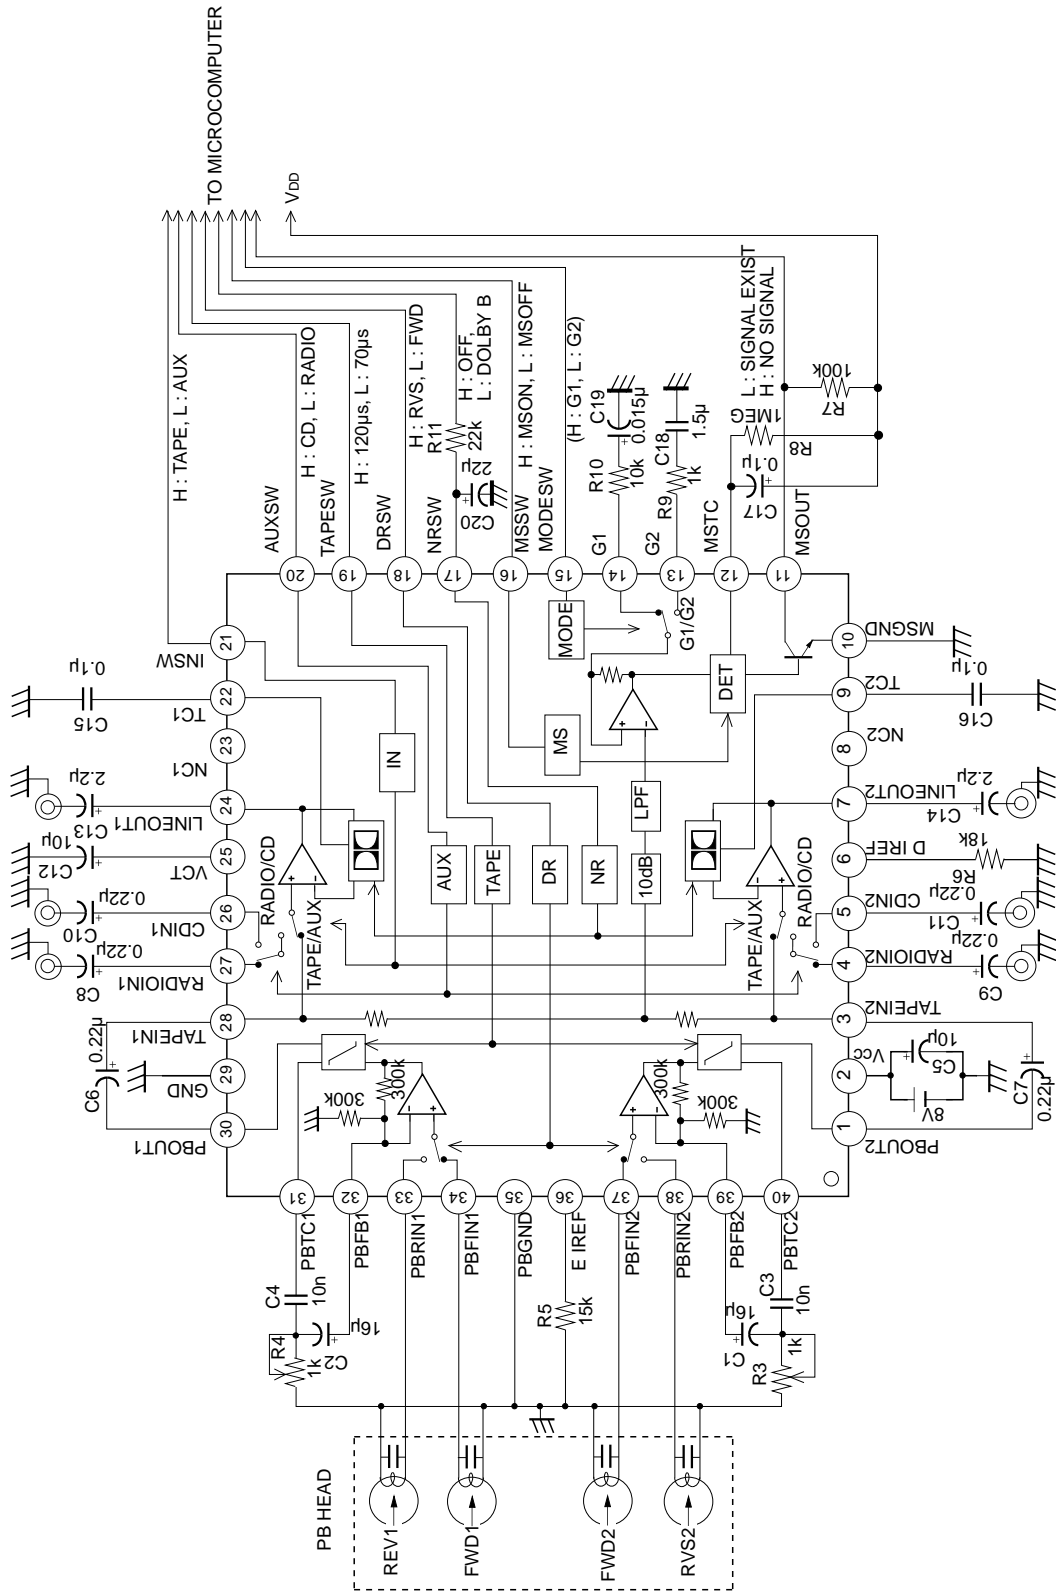 TO MICROCOMPUTER
VDD
H : TAPE, L : AUX
H : CD, L : RADIO
H : 120µs, L : 70µs
H : RVS, L : FWD
H : OFF,
L : DOLBY B
H : MSON, L : MSOFF
(H : G1, L : G2)
L : SIGNAL EXIST
H : NO SIGNAL
AUXSW
TAPESW
DRSW
NRSW
MSSW
MODESW
G1
G2
MSTC
MSOUT
R11
22k
22µ
C20
R10
10k
C19
0.015µ
R9
1k
C18
1.5µ
C17
0.1µ
R8
1MEG
R7
100k
20
19
18
17
16
15
14
13
12
11
INSW
21
TC1
22
NC1
23
LINEOUT1
24
VCT
25
CDIN1
26
RADIOIN1
27
TAPEIN1
28
GND
29
PBOUT1
30
C15
0.1µ
C13
2.2µ
C12
10µ
C10
0.22µ
C8
0.22µ
C6
0.22µ
IN
AUX
TAPE
DR
NR
MODE
MS
DET
LPF
10dB
G1/G2
RADIO/CD
TAPE/AUX
RADIO/CD
TAPE/AUX
300k
300k
300k
300k
MSGND
10
TC2
9
NC2
8
LINEOUT2
7
D IREF
6
CDIN2
5
RADIOIN2
4
TAPEIN2
3
Vcc
2
PBOUT2
1
C16
0.1µ
C14
2.2µ
R6
18k
C11
0.22µ
C9
0.22µ
C5
10µ
8V
C7
0.22µ
31
32
33
34
35
36
37
38
39
40
PBTC1
PBFB1
PBRIN1
PBFIN1
PBGND
E IREF
PBFIN2
PBRIN2
PBFB2
PBTC2
C4
10n
R4
1k
C2
16µ
R5
15k
C1
16µ
C3
10n
R3
1k
PB HEAD
REV1
FWD1
FWD2
RVS2